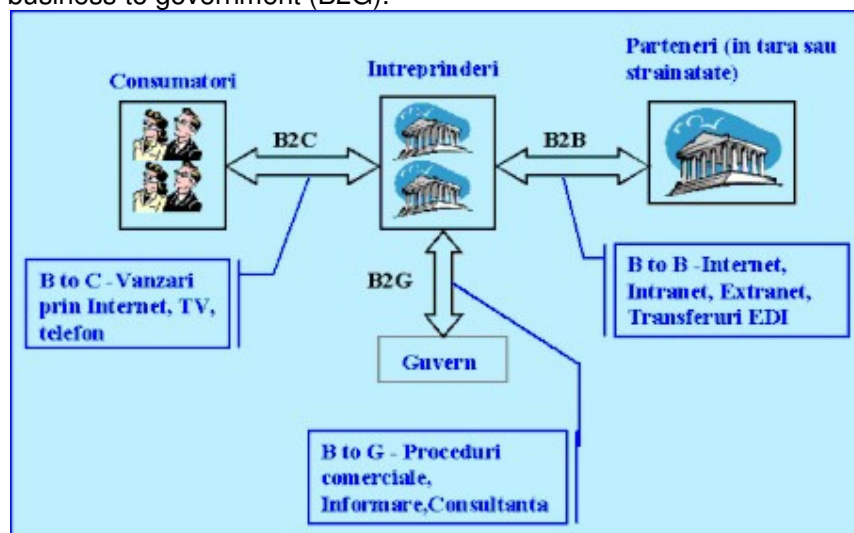 business to government (B2G).
Consumatori
Intreprinderi
Parteneri (in tara sau
strainatate)
B2C
B2B
B to C - Vanzari
prin Internet, TV,
telefon
B2G
B to B -Internet,
Intranet, Extranet,
Transferuri EDI
Guvern
B to G - Proceduri
comerciale,
Informare,Consultanta